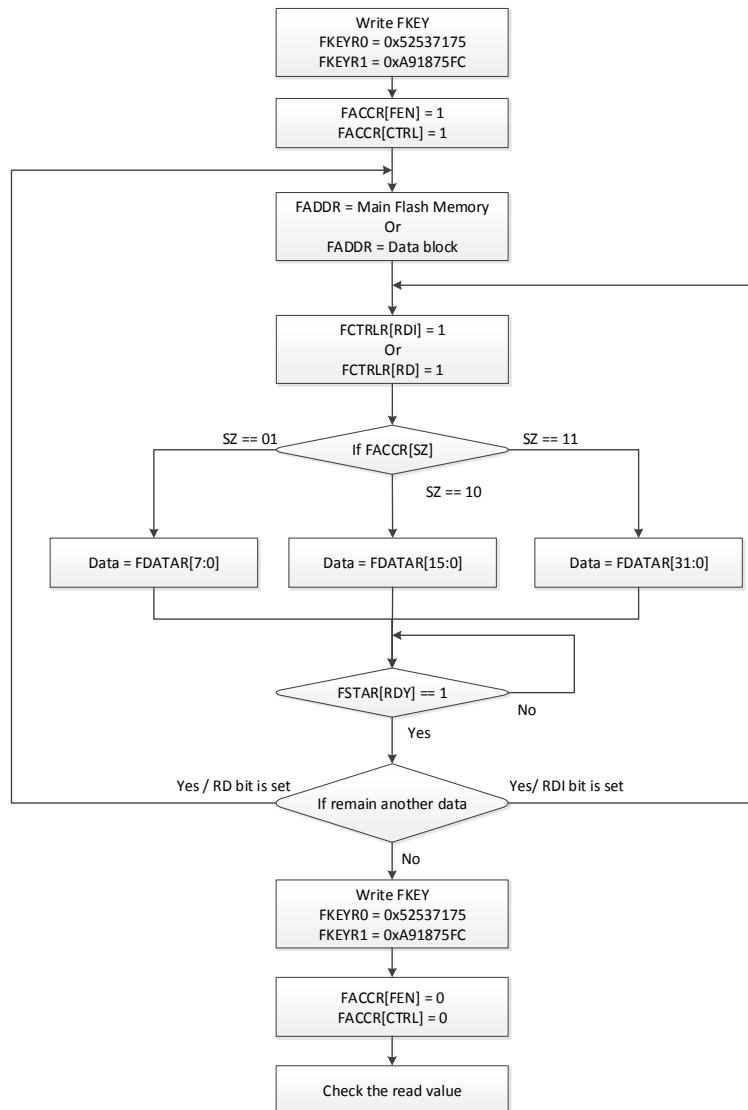 Write FKEY
FKEYR0 = 0x52537175
FKEYR1 = 0xA91875FC
FACCR[FEN] = 1
FACCR[CTRL] = 1
FADDR = Main Flash Memory
Or
FADDR = Data block
FCTRLR[RDI] = 1
Or
FCTRLR[RD] = 1
SZ == 01
If FACCR[SZ]
SZ == 11
SZ == 10
Data = FDATAR[7:0]
Data = FDATAR[15:0]
Data = FDATAR[31:0]
FSTAR[RDY] == 1
No
Yes
Yes / RD bit is set
If remain another data
Yes/ RDI bit is set
No
Write FKEY
FKEYR0 = 0x52537175
FKEYR1 = 0xA91875FC
FACCR[FEN] = 0
FACCR[CTRL] = 0
Check the read value